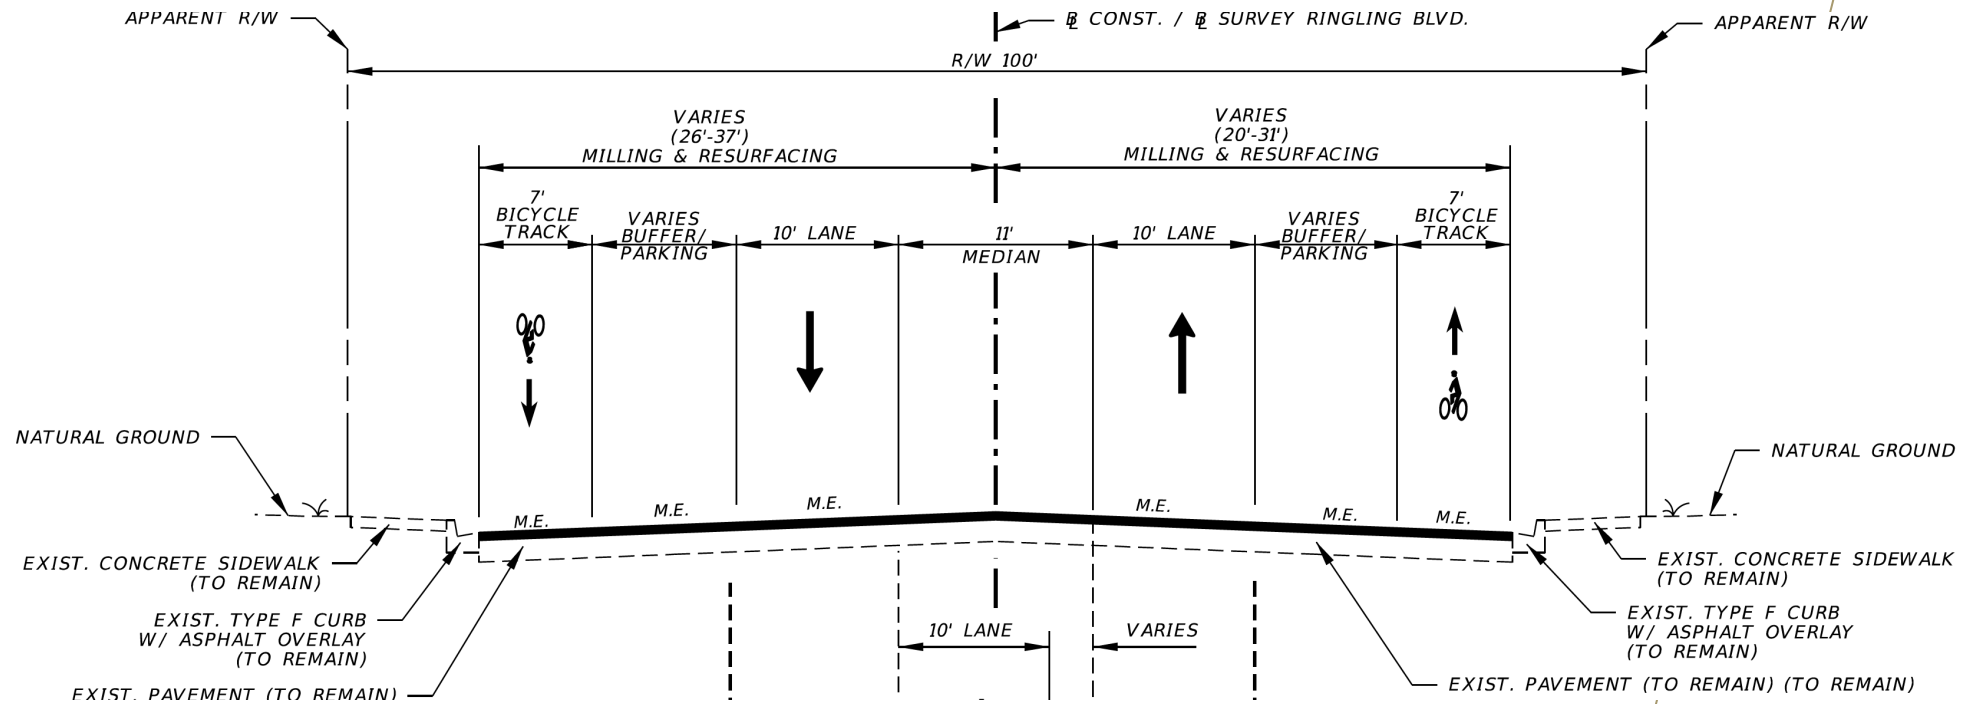 APPARENT R/W
℄ CONST. / ℄ SURVEY RINGLING BLVD.
APPARENT R/W
R/W 100'
VARIES
(26'-37')
MILLING & RESURFACING
VARIES
(20'-31')
MILLING & RESURFACING
7'
BICYCLE
TRACK
VARIES
BUFFER/
PARKING
10' LANE
11'
MEDIAN
10' LANE
VARIES
BUFFER/
PARKING
7'
BICYCLE
TRACK
NATURAL GROUND
NATURAL GROUND
M.E.
M.E.
M.E.
M.E.
M.E.
M.E.
EXIST. CONCRETE SIDEWALK
(TO REMAIN)
EXIST. TYPE F CURB
W/ ASPHALT OVERLAY
(TO REMAIN)
EXIST. PAVEMENT (TO REMAIN)
10' LANE
VARIES
EXIST. CONCRETE SIDEWALK
(TO REMAIN)
EXIST. TYPE F CURB
W/ ASPHALT OVERLAY
(TO REMAIN)
EXIST. PAVEMENT (TO REMAIN) (TO REMAIN)